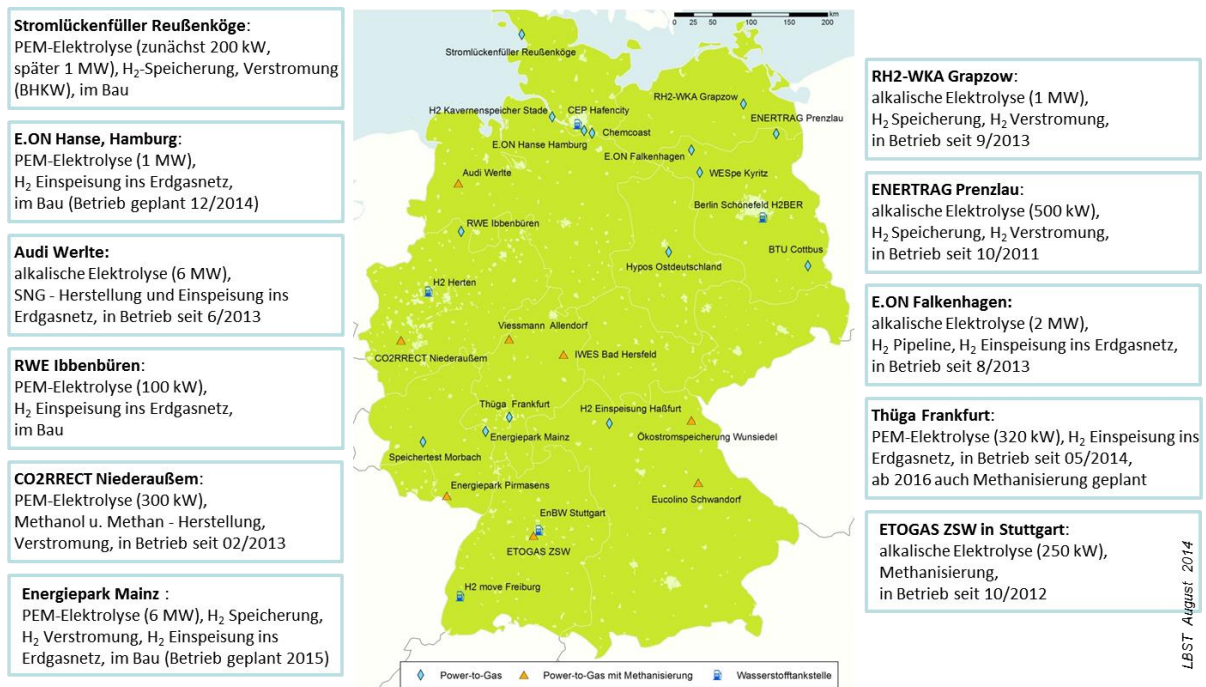 Stromlückenfüller Reußenköge:
PEM-Elektrolyse (zunächst 200 kW,
später 1 MW), H₂-Speicherung, Verstromung
(BHKW), im Bau
E.ON Hanse, Hamburg:
PEM-Elektrolyse (1 MW),
H₂ Einspeisung ins Erdgasnetz,
im Bau (Betrieb geplant 12/2014)
Audi Werlte:
alkalische Elektrolyse (6 MW),
SNG - Herstellung und Einspeisung ins
Erdgasnetz, in Betrieb seit 6/2013
RWE Ibbenbüren:
PEM-Elektrolyse (100 kW),
H₂ Einspeisung ins Erdgasnetz,
im Bau
CO2RRECT Niederaußem:
PEM-Elektrolyse (300 kW),
Methanol u. Methan - Herstellung,
Verstromung, in Betrieb seit 02/2013
Energiepark Mainz :
PEM-Elektrolyse (6 MW), H₂ Speicherung,
H₂ Verstromung, H₂ Einspeisung ins
Erdgasnetz, im Bau (Betrieb geplant 2015)
km
0 25 50 100 150 200
Stromlückenfüller Reußenköge
RH2-WKA Grapzow
H2 Kavernenspeicher Stade
CEP Hafencity
ENERTRAG Prenzlau
Chemcoast
E.ON Hanse Hamburg
E.ON Falkenhagen
Audi Werlte
WESpe Kyritz
Berlin Schönefeld H2BER
RWE Ibbenbüren
BTU Cottbus
Hypos Ostdeutschland
H2 Herten
Viessmann Allendorf
CO2RRECT Niederaußem
IWES Bad Hersfeld
Thüga Frankfurt
H2 Einspeisung Haßfurt
Energiepark Mainz
Ökostromspeicherung Wunsiedel
Speichertest Morbach
Energiepark Pirmasens
Eucolino Schwandorf
EnBW Stuttgart
ETOGAS ZSW
H2 move Freiburg
Power-to-Gas
Power-to-Gas mit Methanisierung
Wasserstofftankstelle
RH2-WKA Grapzow:
alkalische Elektrolyse (1 MW),
H₂ Speicherung, H₂ Verstromung,
in Betrieb seit 9/2013
ENERTRAG Prenzlau:
alkalische Elektrolyse (500 kW),
H₂ Speicherung, H₂ Verstromung,
in Betrieb seit 10/2011
E.ON Falkenhagen:
alkalische Elektrolyse (2 MW),
H₂ Pipeline, H₂ Einspeisung ins Erdgasnetz,
in Betrieb seit 8/2013
Thüga Frankfurt:
PEM-Elektrolyse (320 kW), H₂ Einspeisung ins
Erdgasnetz, in Betrieb seit 05/2014,
ab 2016 auch Methanisierung geplant
ETOGAS ZSW in Stuttgart:
alkalische Elektrolyse (250 kW),
Methanisierung,
in Betrieb seit 10/2012
LBST August 2014